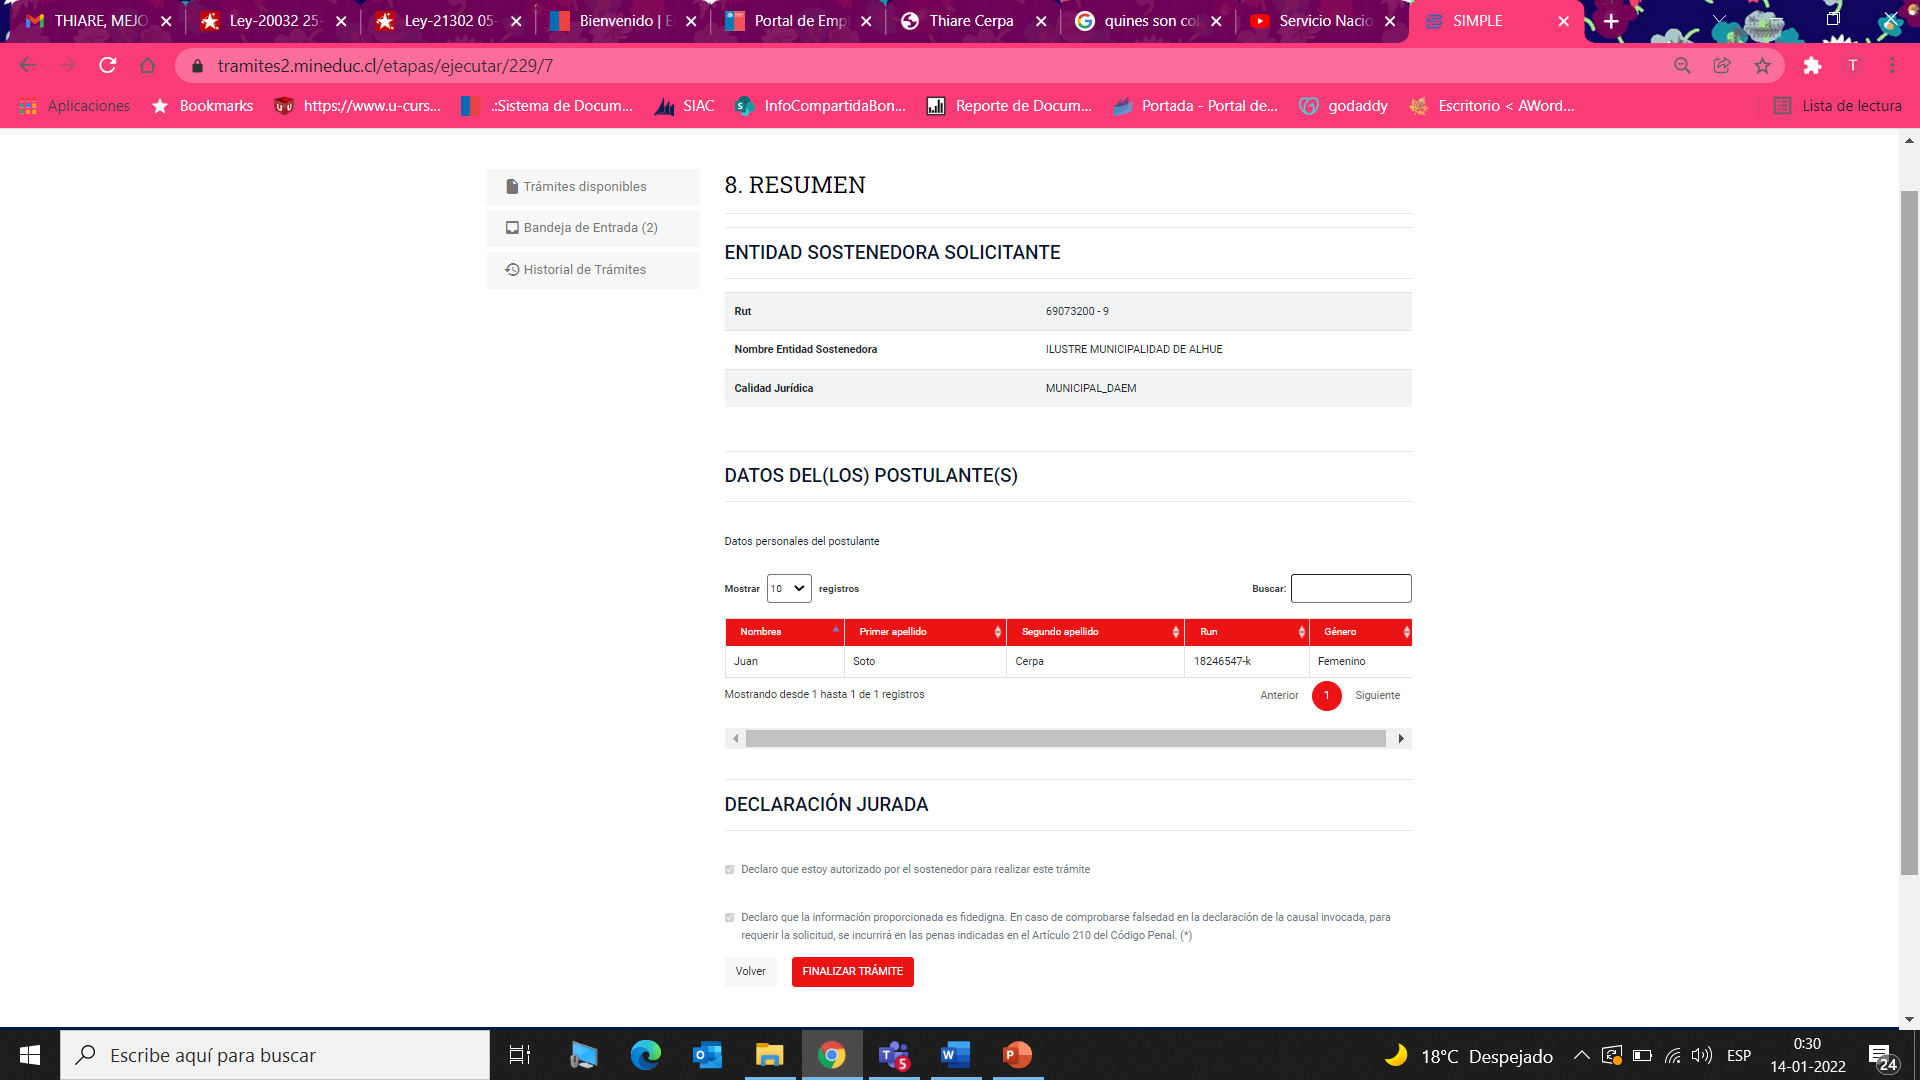 THIARE, MEJO
Ley-20032 25-
Ley-21302 05-
Bienvenido | E
Portal de Emp
Thiare Cerpa
quines son col
Servicio Nacio
SIMPLE
tramites2.mineduc.cl/etapas/ejecutar/229/7
T
Aplicaciones
Bookmarks
https://www.u-curs...
.:Sistema de Docum...
SIAC
InfoCompartidaBon...
Reporte de Docum...
Portada - Portal de...
godaddy
Escritorio < AWord...
Lista de lectura
Trámites disponibles
Bandeja de Entrada (2)
Historial de Trámites
8. RESUMEN
ENTIDAD SOSTENEDORA SOLICITANTE
Rut 69073200 - 9
Nombre Entidad Sostenedora ILUSTRE MUNICIPALIDAD DE ALHUE
Calidad Jurídica MUNICIPAL_DAEM
DATOS DEL(LOS) POSTULANTE(S)
Datos personales del postulante
Mostrar 10 registros Buscar:
Nombres Primer apellido Segundo apellido Run Género
Juan Soto Cerpa 18246547-k Femenino
Mostrando desde 1 hasta 1 de 1 registros Anterior 1 Siguiente
DECLARACIÓN JURADA
Declaro que estoy autorizado por el sostenedor para realizar este trámite
Declaro que la información proporcionada es fidedigna. En caso de comprobarse falsedad en la declaración de la causal invocada, para
requerir la solicitud, se incurrirá en las penas indicadas en el Artículo 210 del Código Penal. (*)
Volver FINALIZAR TRÁMITE
Escribe aquí para buscar
5
18°C Despejado
ESP
0:30
14-01-2022
24